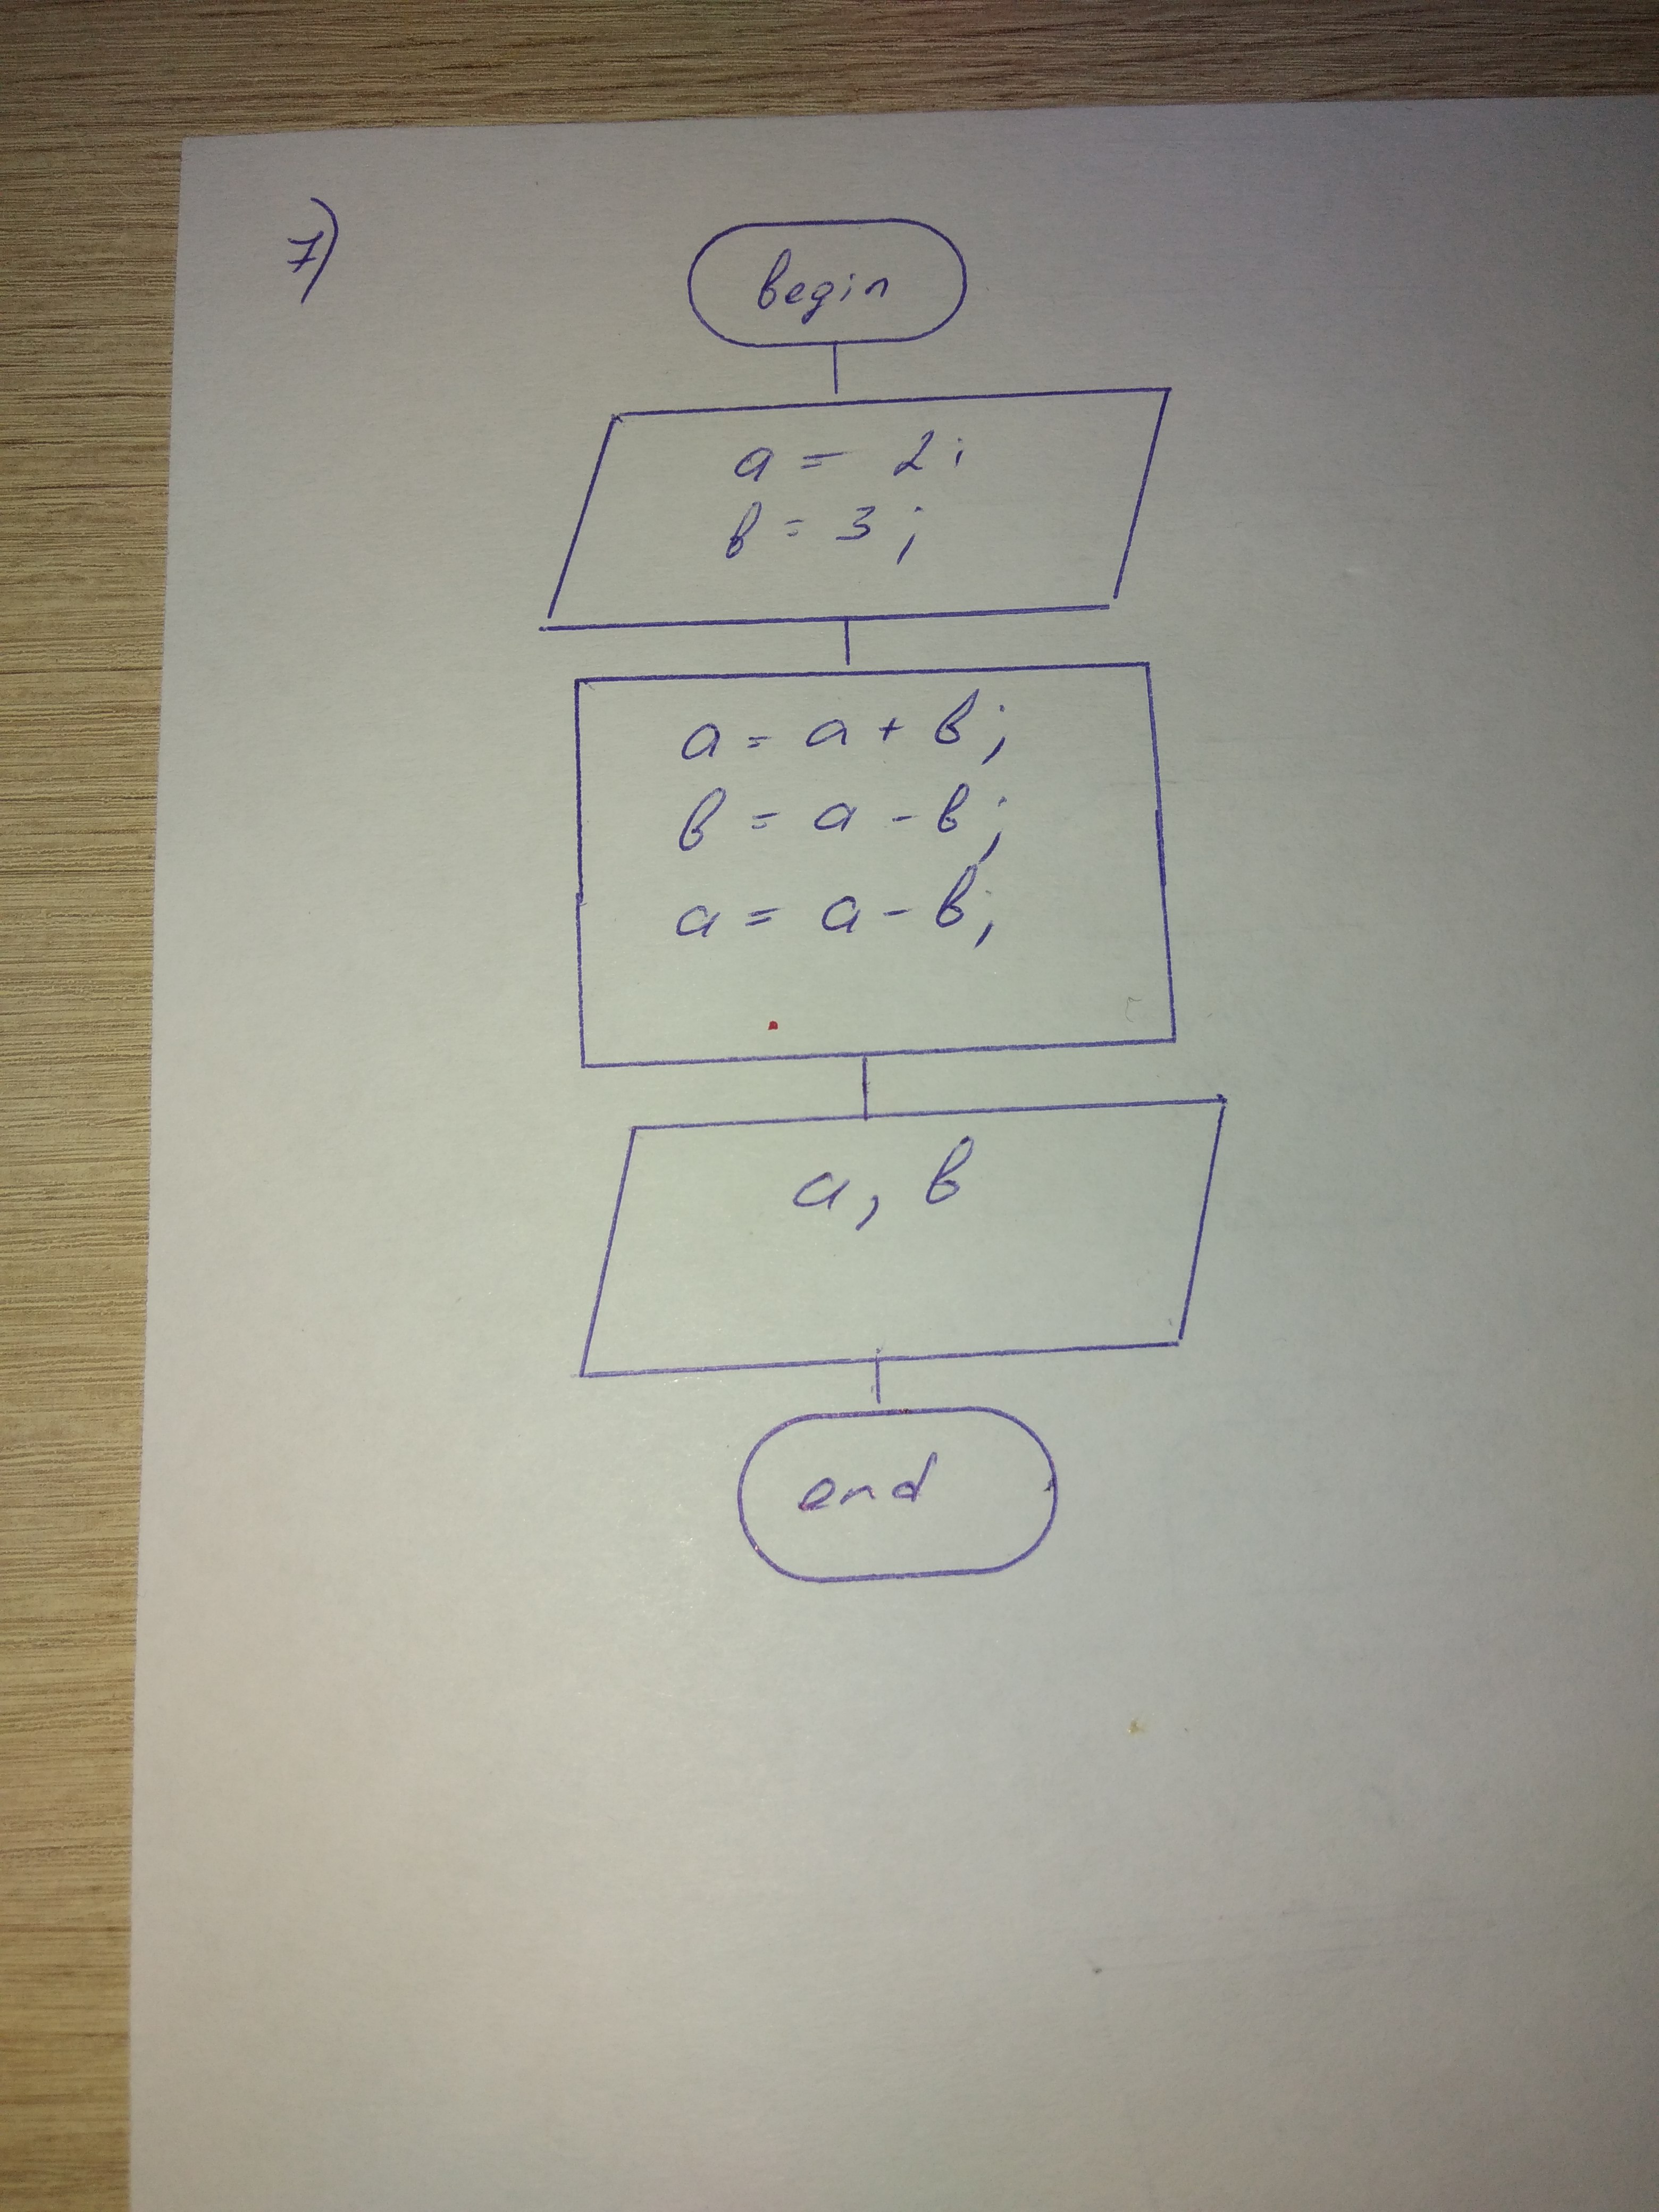 7)
begin
a = 2;
b = 3;
a = a + b;
b = a - b;
a = a - b;
a, b
end